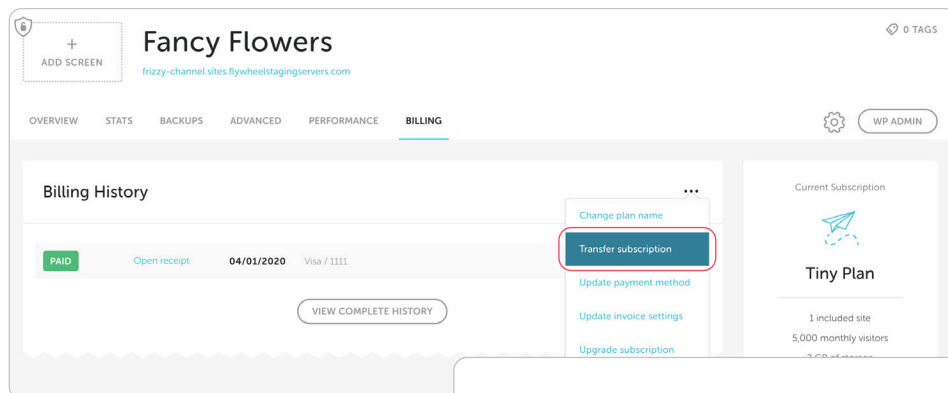 +
ADD SCREEN
Fancy Flowers
frizzy-channel.sites.flywheelstagingservers.com
0 TAGS
OVERVIEW STATS BACKUPS ADVANCED PERFORMANCE BILLING
WP ADMIN
Billing History
...
Change plan name
Transfer subscription
Update payment method
Update invoice settings
Upgrade subscription
PAID Open receipt 04/01/2020 Visa / 1111
VIEW COMPLETE HISTORY
Current Subscription
Tiny Plan
1 included site
5,000 monthly visitors